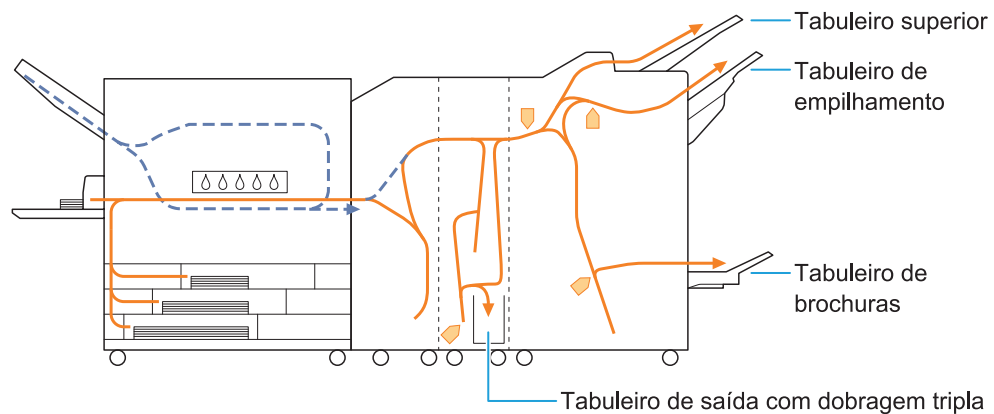 Tabuleiro superior
Tabuleiro de
empilhamento
Tabuleiro de
brochuras
Tabuleiro de saída com dobragem tripla